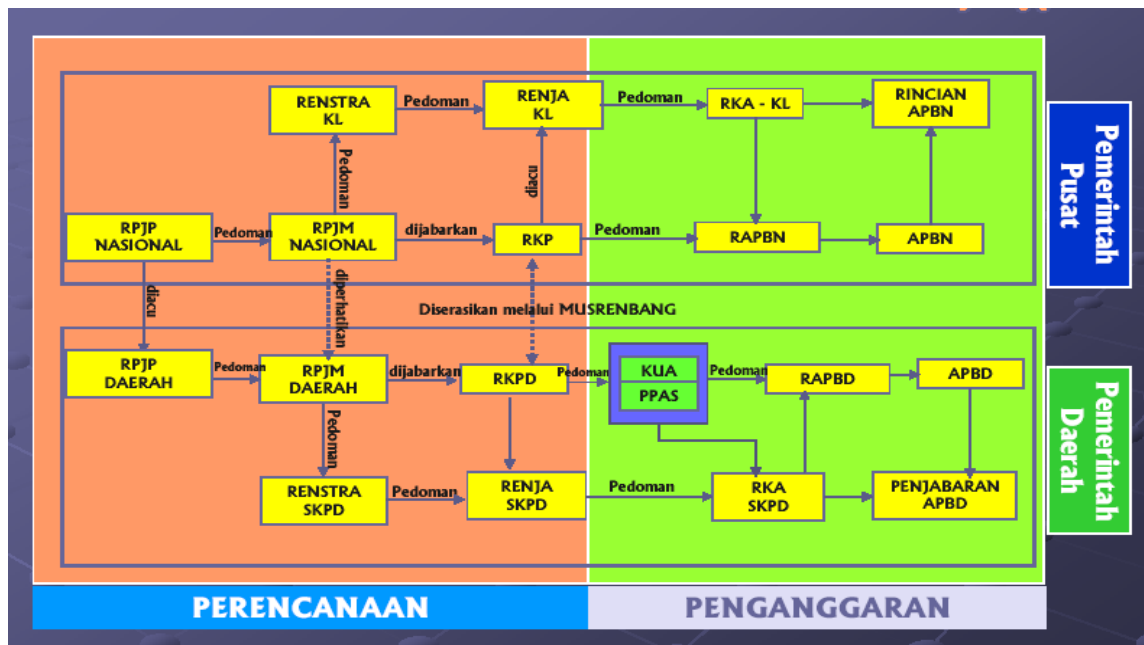 RENSTRA
KL
Pedoman
RENJA
KL
Pedoman
RKA - KL
RINCIAN
APBN
Pedoman
diacu
RPJP
NASIONAL
Pedoman
RPJM
NASIONAL
dijabarkan
RKP
Pedoman
RAPBN
APBN
Pemerintah
Pusat
diacu
diperhatikan
Diserasikan melalui MUSRENBANG
RPJP
DAERAH
Pedoman
RPJM
DAERAH
dijabarkan
RKPD
Pedoman
KUA
PPAS
Pedoman
RAPBD
APBD
Pedoman
RENSTRA
SKPD
Pedoman
RENJA
SKPD
Pedoman
RKA
SKPD
PENJABARAN
APBD
Pemerintah
Daerah
PERENCANAAN
PENGANGGARAN